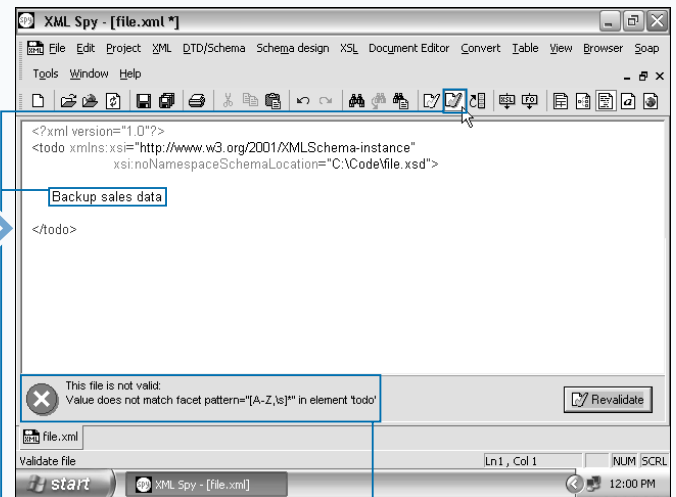 XML Spy - [file.xml *]
File Edit Project XML DTD/Schema Schema design XSL Document Editor Convert Table View Browser Soap
Tools Window Help
<?xml version="1.0"?>
<todo xmlns:xsi="http://www.w3.org/2001/XMLSchema-instance"
xsi:noNamespaceSchemaLocation="C:\Code\file.xsd">
Backup sales data
</todo>
This file is not valid:
Value does not match facet pattern="[A-Z,\s]*" in element 'todo'
Revalidate
file.xml
Validate file Ln1, Col 1 NUM SCRL
start XML Spy - [file.xml] 12:00 PM